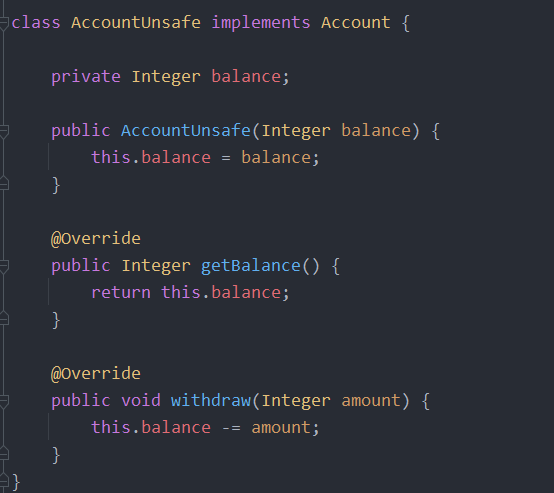 class AccountUnsafe implements Account {
private Integer balance;
public AccountUnsafe(Integer balance) {
this.balance = balance;
}
@Override
public Integer getBalance() {
return this.balance;
}
@Override
public void withdraw(Integer amount) {
this.balance -= amount;
}
}